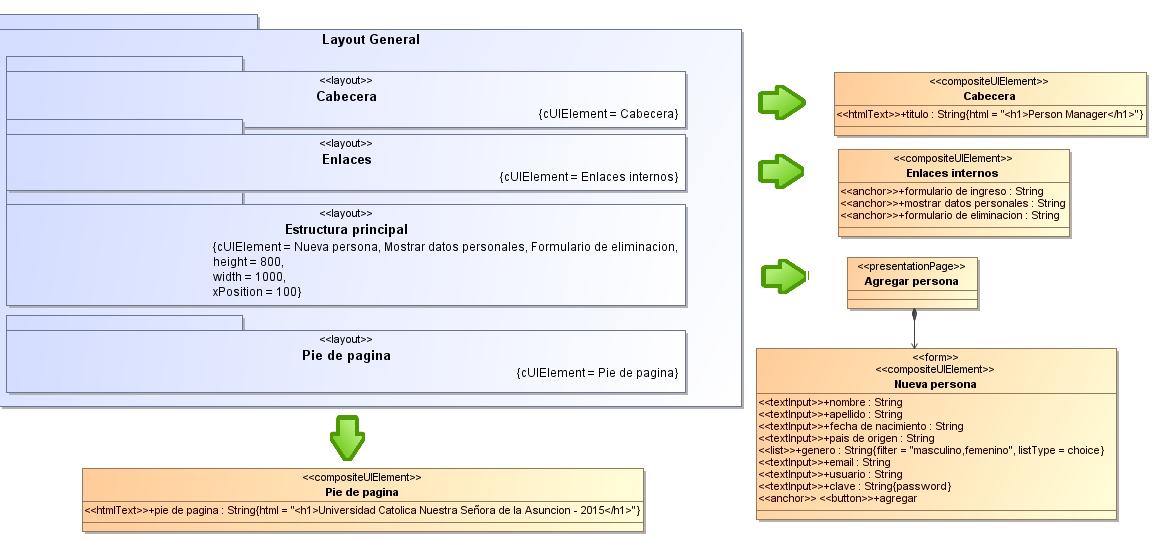 Layout General
<<layout>>
Cabecera
{cUIElement = Cabecera}
<<layout>>
Enlaces
{cUIElement = Enlaces internos}
<<layout>>
Estructura principal
{cUIElement = Nueva persona, Mostrar datos personales, Formulario de eliminacion,
height = 800,
width = 1000,
xPosition = 100}
<<layout>>
Pie de pagina
{cUIElement = Pie de pagina}
<<compositeUIElement>>
Cabecera
<<htmlText>>+titulo : String{html = "<h1>Person Manager</h1>"}
<<compositeUIElement>>
Enlaces internos
<<anchor>>+formulario de ingreso : String
<<anchor>>+mostrar datos personales : String
<<anchor>>+formulario de eliminacion : String
<<presentationPage>>
Agregar persona
<<form>>
<<compositeUIElement>>
Nueva persona
<<textInput>>+nombre : String
<<textInput>>+apellido : String
<<textInput>>+fecha de nacimiento : String
<<textInput>>+pais de origen : String
<<list>>+genero : String{filter = "masculino,femenino", listType = choice}
<<textInput>>+email : String
<<textInput>>+usuario : String
<<textInput>>+clave : String{password}
<<anchor>> <<button>>+agregar
<<compositeUIElement>>
Pie de pagina
<<htmlText>>+pie de pagina : String{html = "<h1>Universidad Catolica Nuestra Señora de la Asuncion - 2015</h1>"}